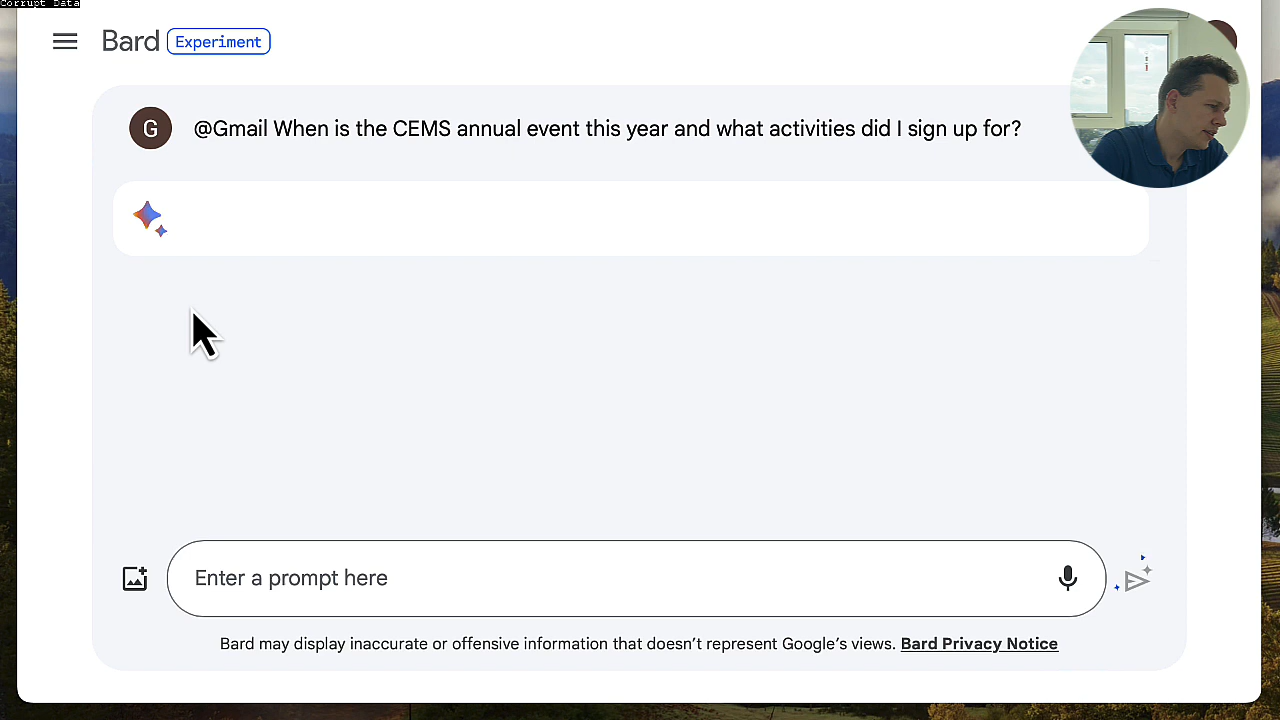 Corrupt Data
Bard Experiment
G @Gmail When is the CEMS annual event this year and what activities did I sign up for?
Enter a prompt here
Bard may display inaccurate or offensive information that doesn’t represent Google’s views. Bard Privacy Notice